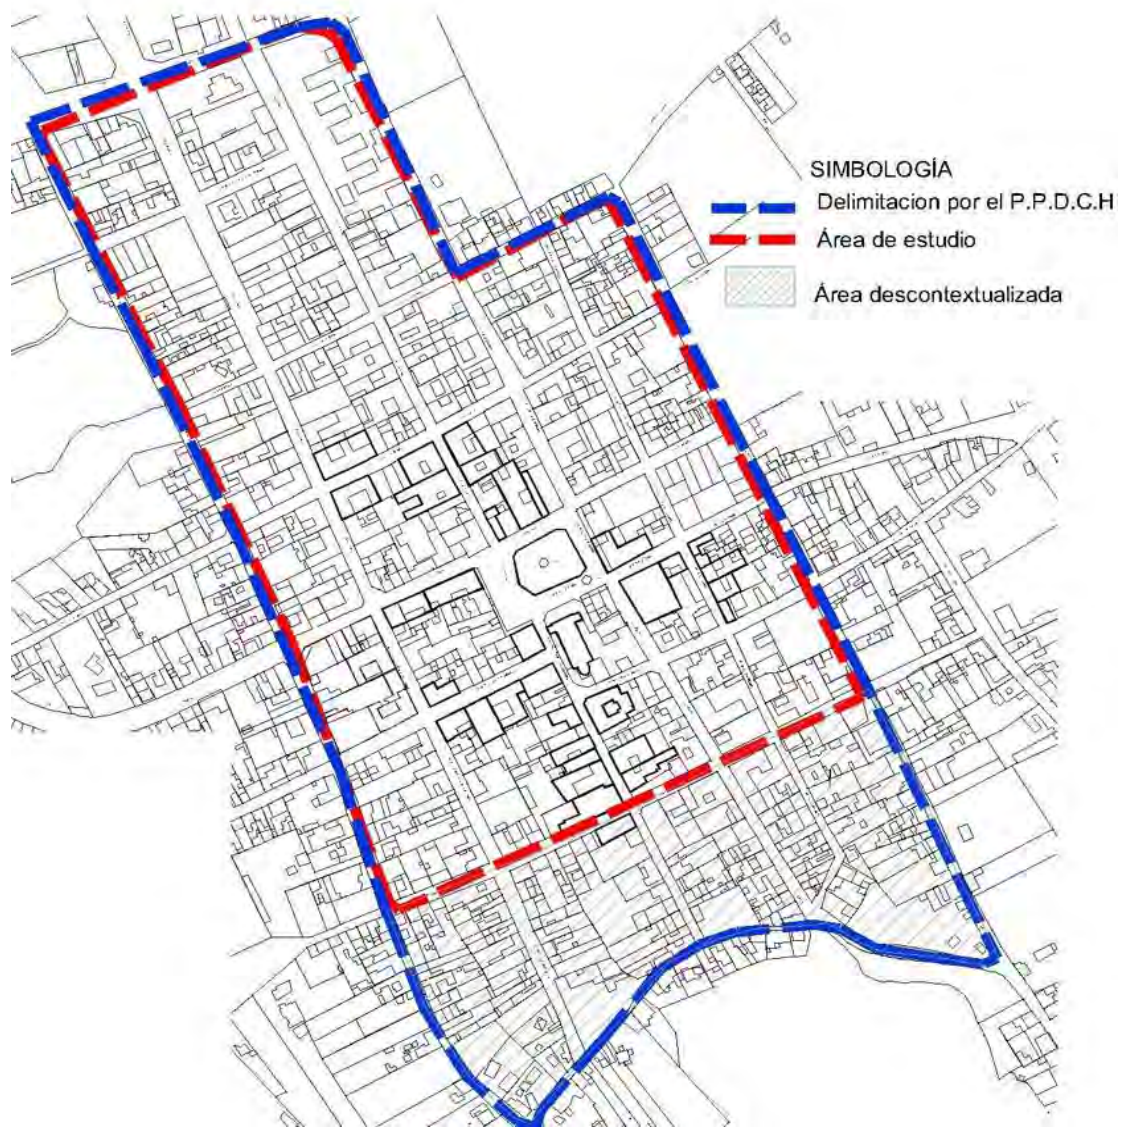 SIMBOLOGÍA
Delimitacion por el P.P.D.C.H
Área de estudio
Área descontextualizada